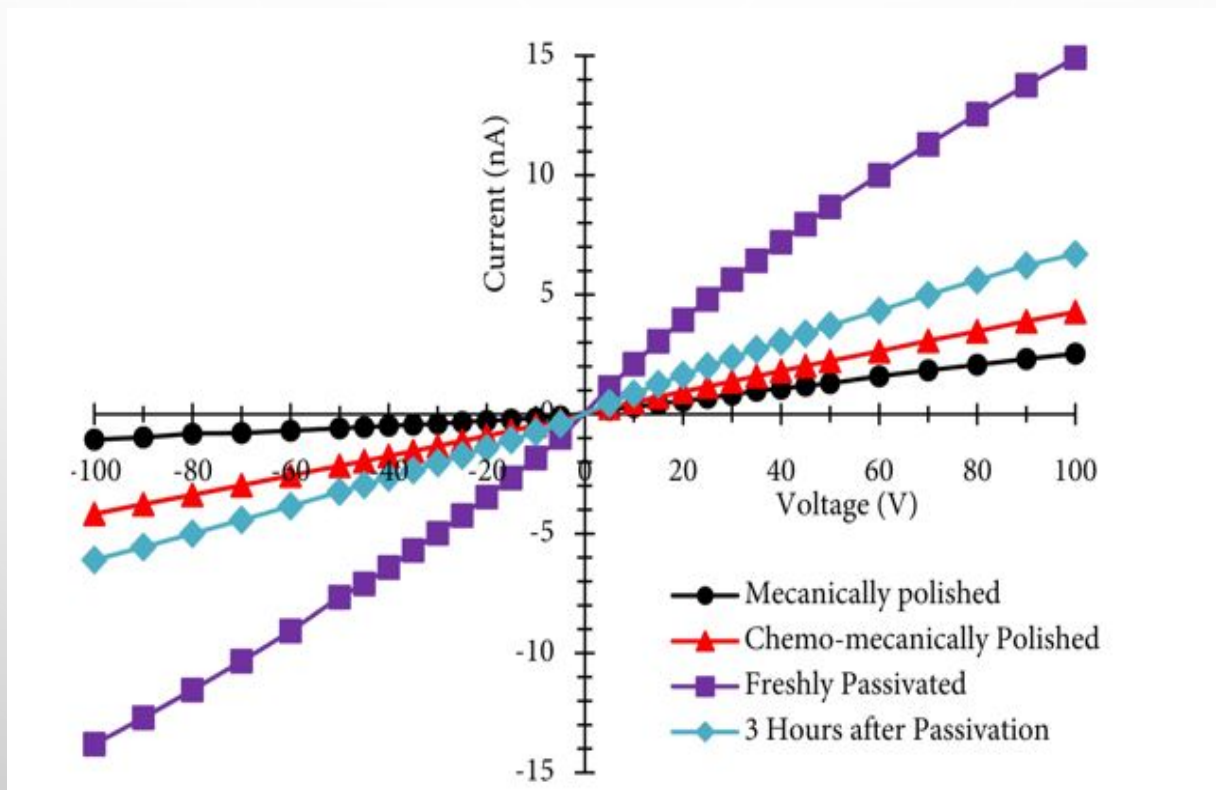 15
Current (nA)
10
5
0
-100 -80 -60 -40 -20 0 20 40 60 80 100
Voltage (V)
-5
Mecanically polished
Chemo-mecanically Polished
-10
Freshly Passivated
3 Hours after Passivation
-15